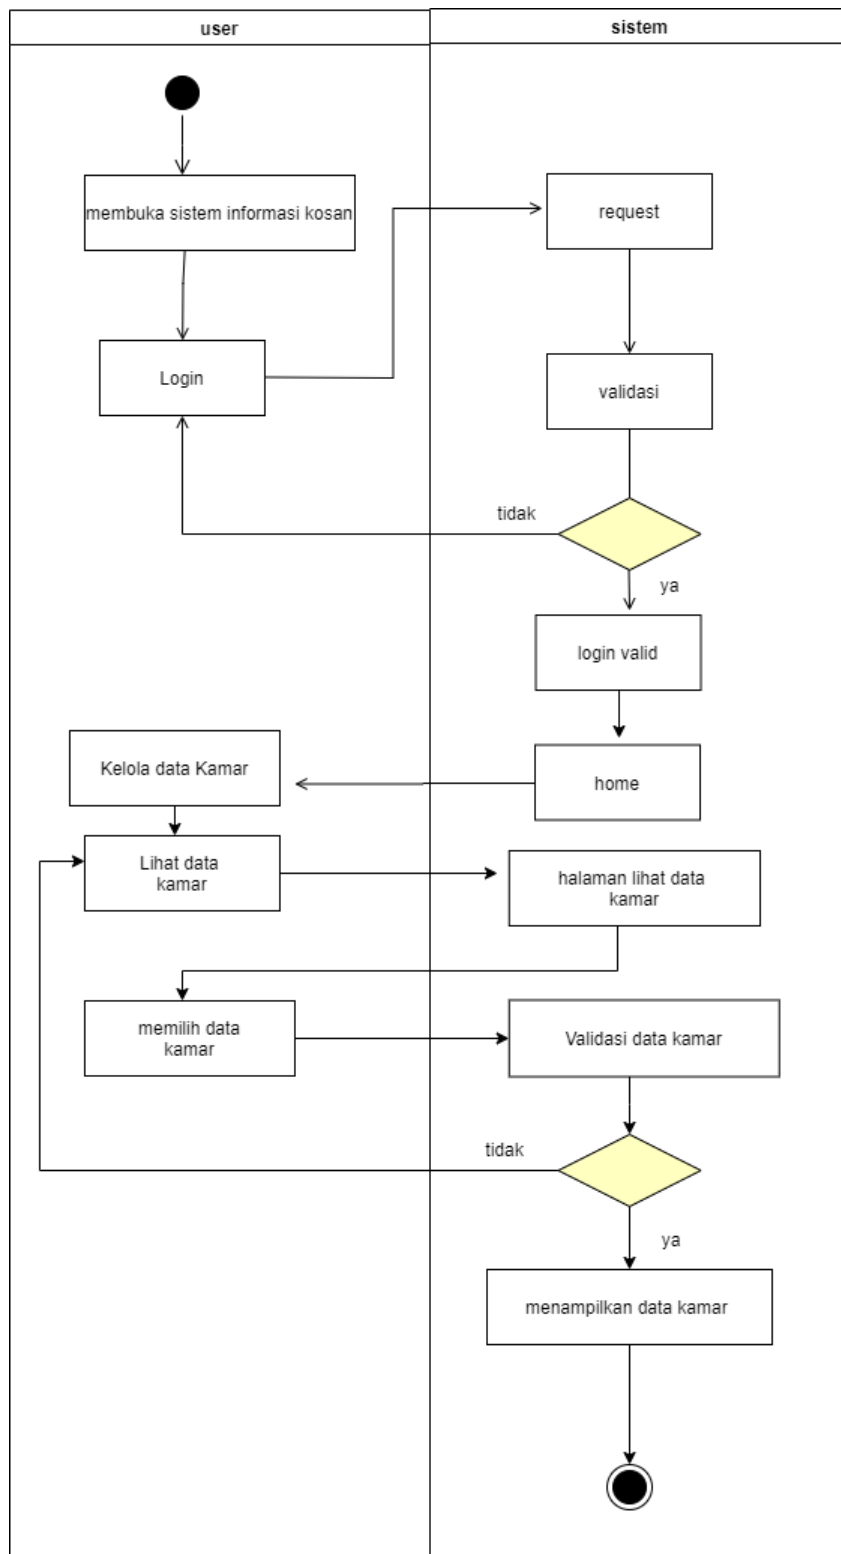 user
sistem
membuka sistem informasi kosan
request
Login
validasi
tidak
ya
login valid
Kelola data Kamar
home
Lihat data
kamar
halaman lihat data
kamar
memilih data
kamar
Validasi data kamar
tidak
ya
menampilkan data kamar